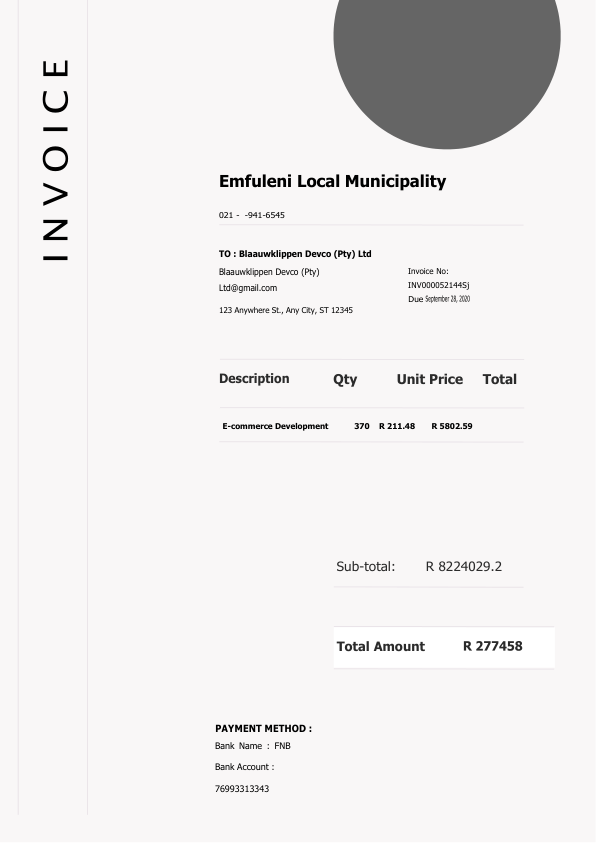 INVOICE
Emfuleni Local Municipality
021 - -941-6545
TO : Blaauwklippen Devco (Pty) Ltd
Blaauwklippen Devco (Pty)
Ltd@gmail.com
123 Anywhere St., Any City, ST 12345
Invoice No:
INV000052144Sj
Due September 28, 2020
Description Qty Unit Price Total
E-commerce Development 370 R 211.48 R 5802.59
Sub-total: R 8224029.2
Total Amount R 277458
PAYMENT METHOD :
Bank Name : FNB
Bank Account :
76993313343